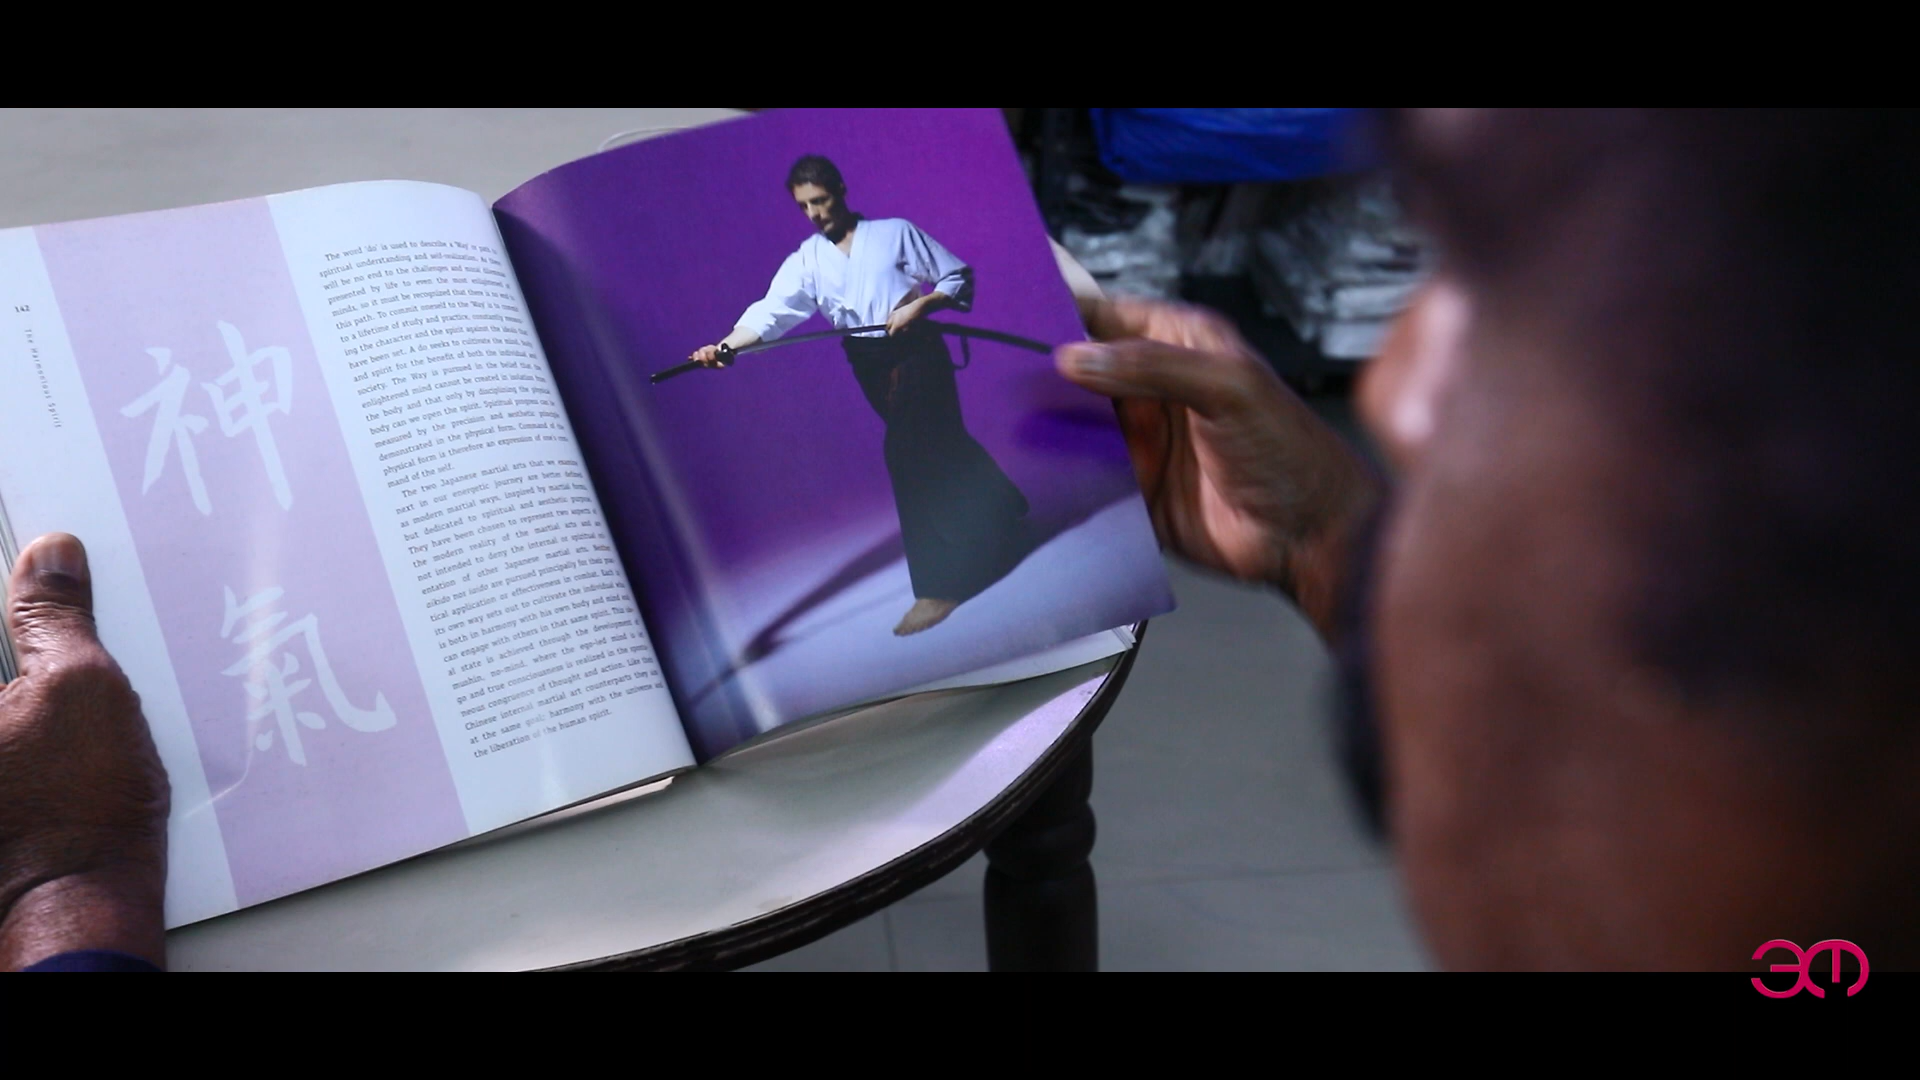 142
The Harmonious Spirit
神
氣
The word 'do' is used to describe a 'Way' or path to
spiritual understanding and self-realization. As there
will be no end to the challenges and moral dilemmas
presented by life to even the most enlightened of
minds, so it must be recognized that there is no end to
this path. To commit oneself to the 'Way' is to commit
to a lifetime of study and practice, constantly
ing the character and the spirit against the ideals that
have been set. A do seeks to cultivate the mind, body
and spirit for the benefit of both the individual and
society. The Way is pursued in the belief that the
enlightened mind cannot be created in isolation from
the body and that only by disciplining the physical
body can we open the spirit. Spiritual progress can be
measured by the precision and aesthetic principle
demonstrated in the physical form. Command of the
physical form is therefore an expression of one's com-
mand of the self.
The two Japanese martial arts that we examine
next in our energetic journey are better defined
as modern martial ways, inspired by martial forms,
but dedicated to spiritual and aesthetic purpose.
They have been chosen to represent two aspects of
the modern reality of the martial arts and are
not intended to deny the internal or spiritual
entation of other Japanese martial arts. Neither
aikido nor iaido are pursued principally for their prac-
tical application or effectiveness in combat. Each
its own way sets out to cultivate the individual who
is both in harmony with his own body and mind and
can engage with others in that same spirit. This
al state is achieved through the development of
mushin, no-mind, where the ego-led mind is
go and true consciousness is realized in the sponta-
neous congruence of thought and action. Like their
Chinese internal martial art counterparts they aim
at the same goal: harmony with the universe and
the liberation of the human spirit.